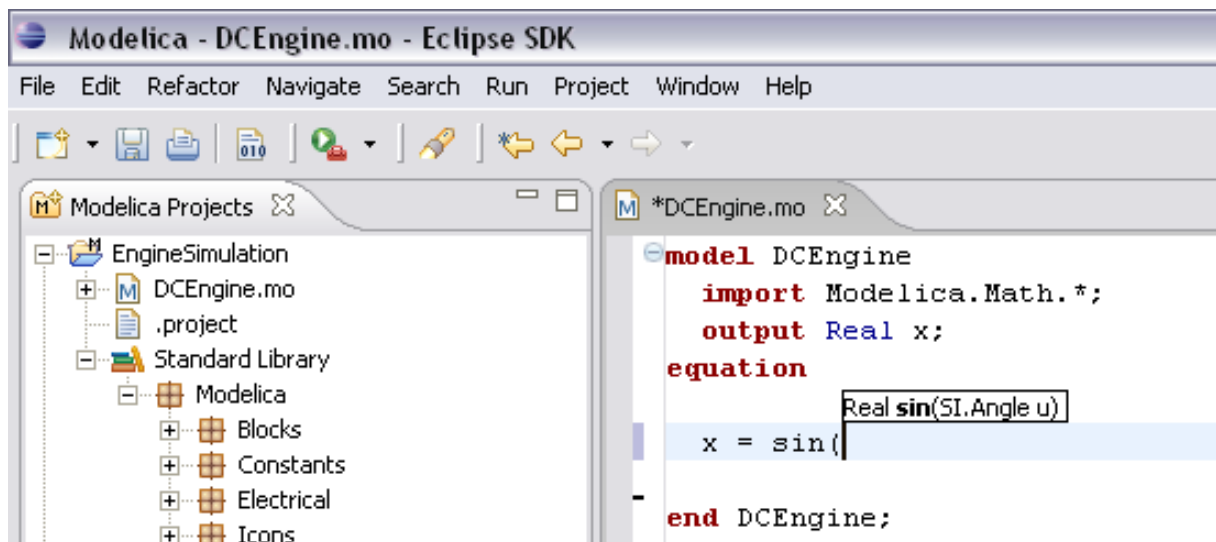 Modelica - DCEngine.mo - Eclipse SDK
File Edit Refactor Navigate Search Run Project Window Help
010
Modelica Projects
EngineSimulation
DCEngine.mo
.project
Standard Library
Modelica
Blocks
Constants
Electrical
Icons
*DCEngine.mo
model DCEngine
import Modelica.Math.*;
output Real x;
equation
Real sin(SI.Angle u)
x = sin(
end DCEngine;